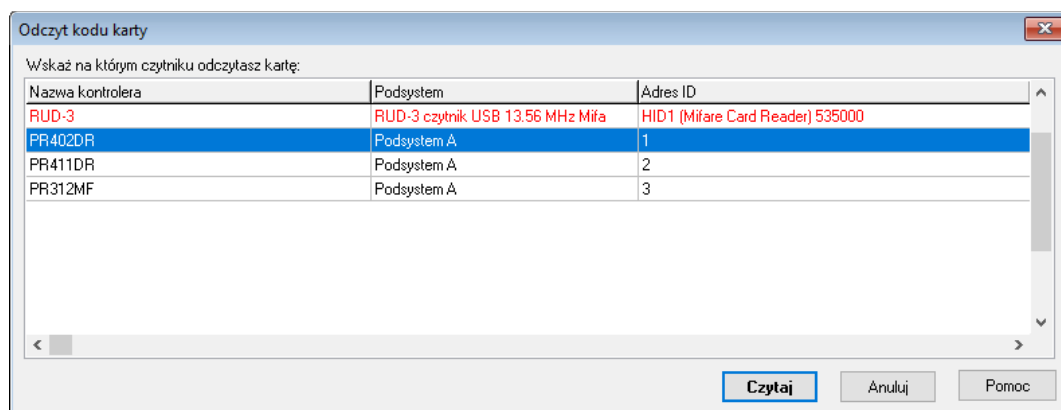 Odczyt kodu karty
Wskaż na którym czytniku odczytasz kartę:
Nazwa kontrolera Podsystem Adres ID
RUD-3 RUD-3 czytnik USB 13.56 MHz Mifa HID1 (Mifare Card Reader) 535000
PR402DR Podsystem A 1
PR411DR Podsystem A 2
PR312MF Podsystem A 3
Czytaj Anuluj Pomoc